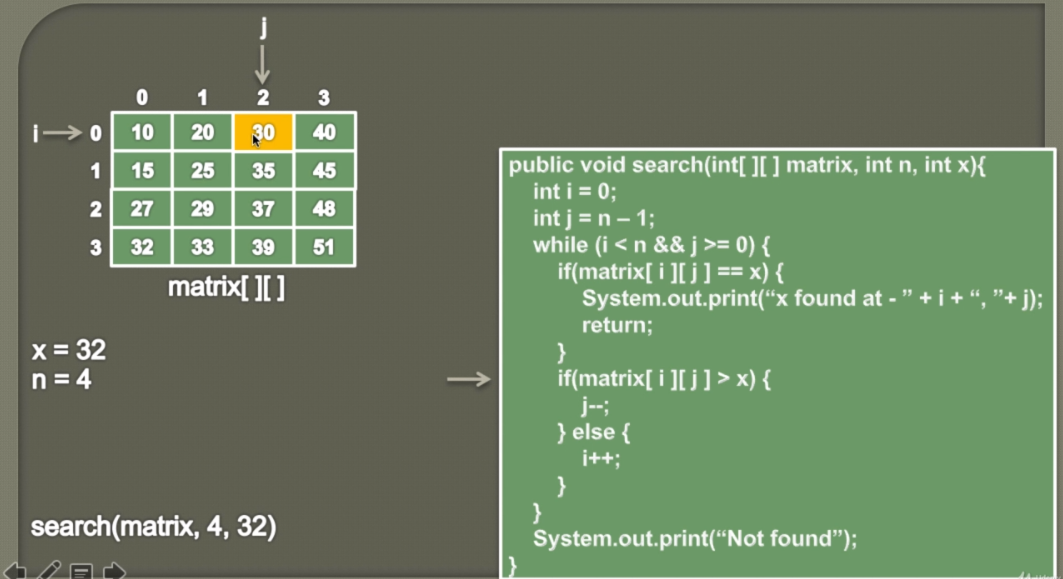 j
0 1 2 3
i 0 10 20 30 40
1 15 25 35 45
2 27 29 37 48
3 32 33 39 51
matrix[ ][ ]
x = 32
n = 4
search(matrix, 4, 32)
public void search(int[ ][ ] matrix, int n, int x){
int i = 0;
int j = n – 1;
while (i < n && j >= 0) {
if(matrix[ i ][ j ] == x) {
System.out.print(“x found at - ” + i + “, ”+ j);
return;
}
if(matrix[ i ][ j ] > x) {
j--;
} else {
i++;
}
}
System.out.print(“Not found”);
}